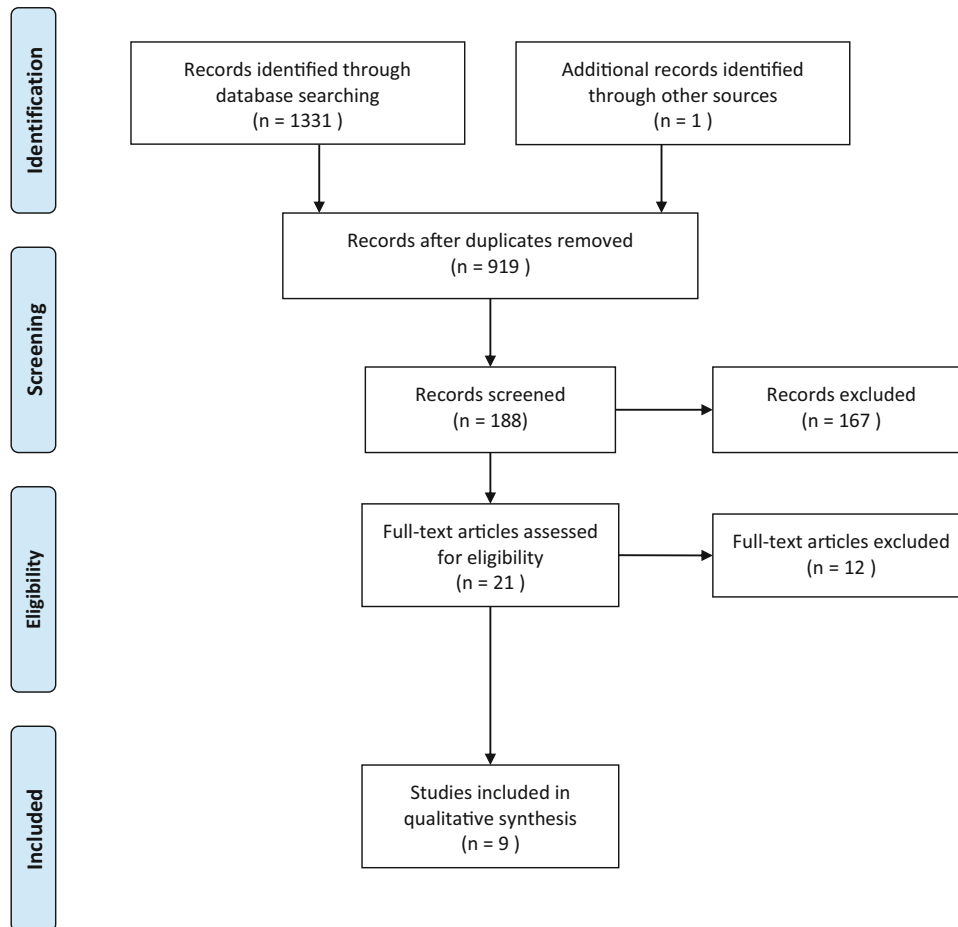 Identification
Records identified through
database searching
(n = 1331 )
Additional records identified
through other sources
(n = 1 )
Records after duplicates removed
(n = 919 )
Screening
Records screened
(n = 188)
Records excluded
(n = 167 )
Eligibility
Full-text articles assessed
for eligibility
(n = 21 )
Full-text articles excluded
(n = 12 )
Included
Studies included in
qualitative synthesis
(n = 9 )